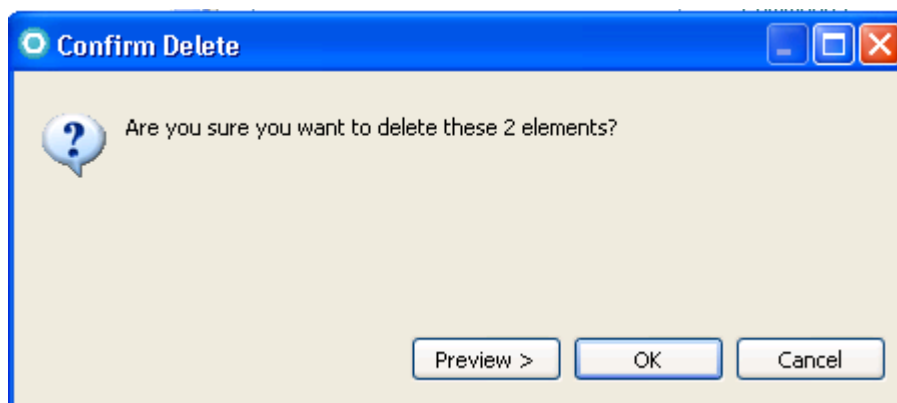 Confirm Delete
Are you sure you want to delete these 2 elements?
Preview >
OK
Cancel